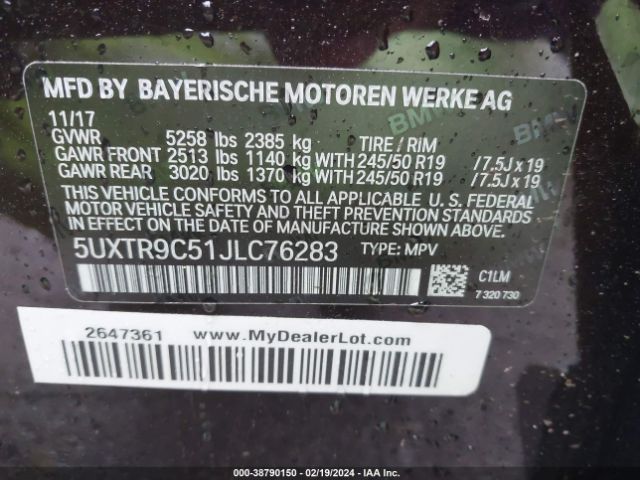 MFD BY BAYERISCHE MOTOREN WERKE AG
11/17
GVWR 5258 lbs 2385 kg TIRE / RIM
GAWR FRONT 2513 lbs 1140 kg WITH 245/50 R19 /7.5J x 19
GAWR REAR 3020 lbs 1370 kg WITH 245/50 R19 /7.5J x 19
THIS VEHICLE CONFORMS TO ALL APPLICABLE U. S. FEDERAL
MOTOR VEHICLE SAFETY AND THEFT PREVENTION STANDARDS
IN EFFECT ON THE DATE OF MANUFACTURE SHOWN ABOVE.
5UXTR9C51JLC76283 TYPE: MPV
C1LM
7 320 730
2647361 www.MyDealerLot.com
000-38790150 - 02/19/2024 - IAA Inc.